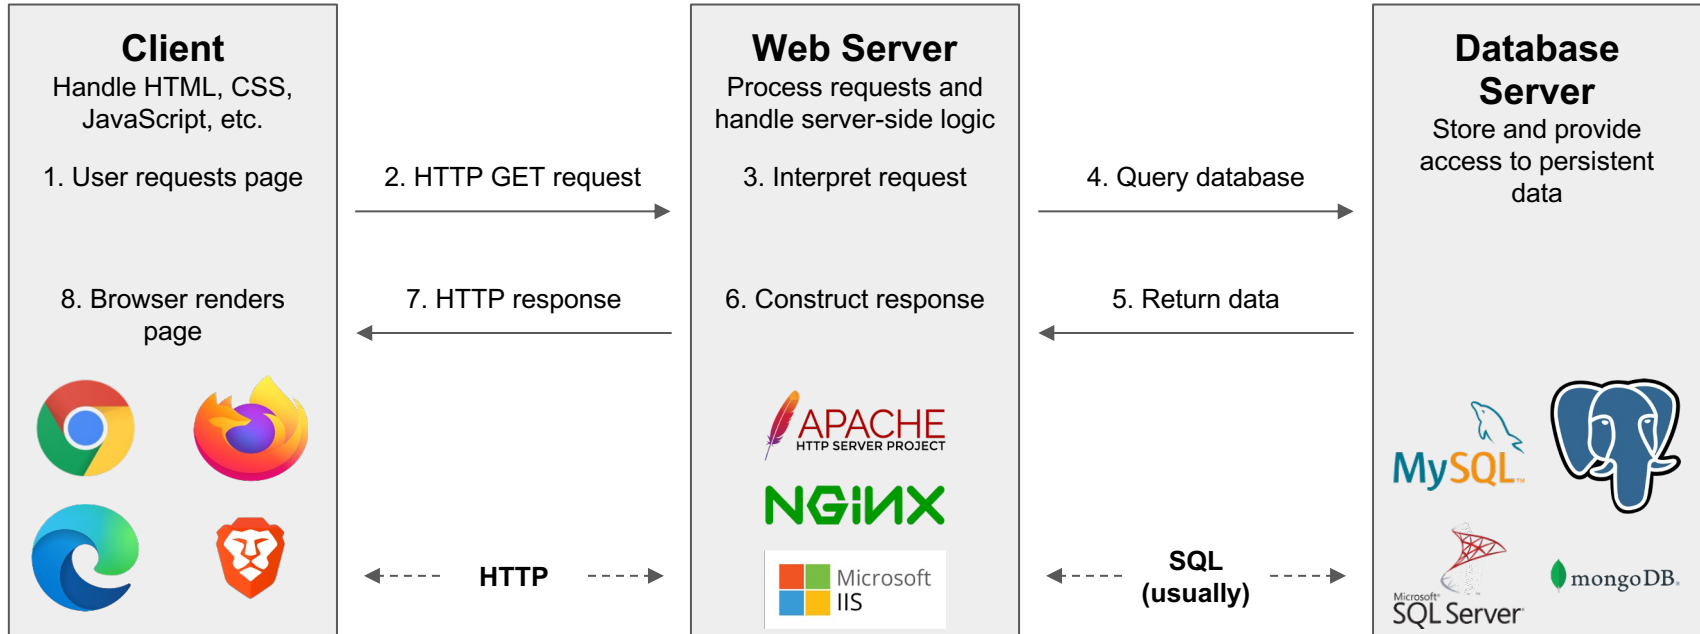 Client
Handle HTML, CSS,
JavaScript, etc.
1. User requests page
8. Browser renders
page
2. HTTP GET request
7. HTTP response
HTTP
Web Server
Process requests and
handle server-side logic
3. Interpret request
6. Construct response
APACHE
HTTP SERVER PROJECT
NGiNX
Microsoft
IIS
4. Query database
5. Return data
SQL
(usually)
Database
Server
Store and provide
access to persistent
data
MySQL™
Microsoft®
SQL Server®
mongoDB®